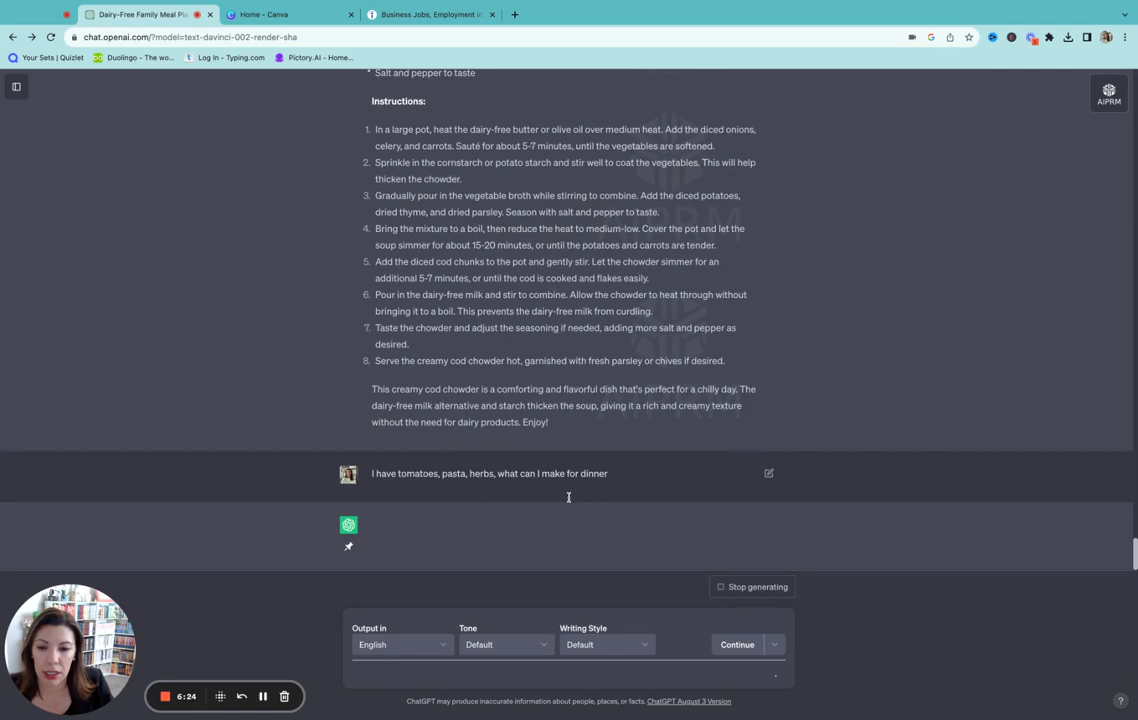 Dairy-Free Family Meal Pla
Home - Canva
Business Jobs, Employment in
chat.openai.com/?model=text-davinci-002-render-sha
Your Sets | Quizlet
Duolingo - The wo...
Log In - Typing.com
Pictory.AI - Home...
AIPRM
Salt and pepper to taste
Instructions:
1. In a large pot, heat the dairy-free butter or olive oil over medium heat. Add the diced onions,
celery, and carrots. Sauté for about 5-7 minutes, until the vegetables are softened.
2. Sprinkle in the cornstarch or potato starch and stir well to coat the vegetables. This will help
thicken the chowder.
3. Gradually pour in the vegetable broth while stirring to combine. Add the diced potatoes,
dried thyme, and dried parsley. Season with salt and pepper to taste.
4. Bring the mixture to a boil, then reduce the heat to medium-low. Cover the pot and let the
soup simmer for about 15-20 minutes, or until the potatoes and carrots are tender.
5. Add the diced cod chunks to the pot and gently stir. Let the chowder simmer for an
additional 5-7 minutes, or until the cod is cooked and flakes easily.
6. Pour in the dairy-free milk and stir to combine. Allow the chowder to heat through without
bringing it to a boil. This prevents the dairy-free milk from curdling.
7. Taste the chowder and adjust the seasoning if needed, adding more salt and pepper as
desired.
8. Serve the creamy cod chowder hot, garnished with fresh parsley or chives if desired.
This creamy cod chowder is a comforting and flavorful dish that's perfect for a chilly day. The
dairy-free milk alternative and starch thicken the soup, giving it a rich and creamy texture
without the need for dairy products. Enjoy!
I have tomatoes, pasta, herbs, what can I make for dinner
Stop generating
Output in
Tone
Writing Style
English
Default
Default
Continue
6:24
ChatGPT may produce inaccurate information about people, places, or facts. ChatGPT August 3 Version
?